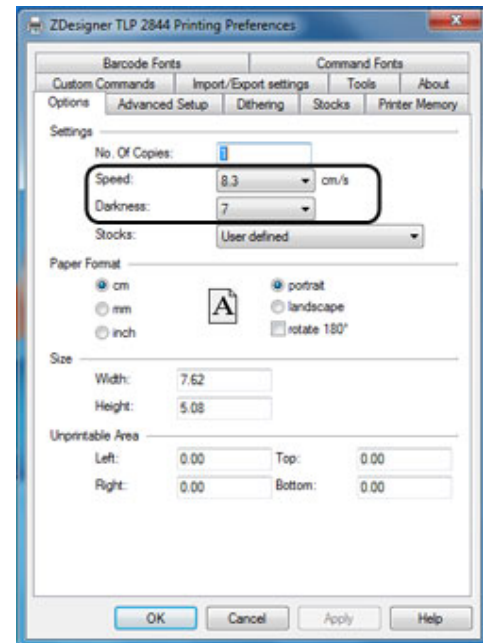 ZDesigner TLP 2844 Printing Preferences
Barcode Fonts Command Fonts
Custom Commands Import/Export settings Tools About
Options Advanced Setup Dithering Stocks Printer Memory
Settings
No. Of Copies: 1
Speed: 8.3 cm/s
Darkness: 7
Stocks: User defined
Paper Format
cm portrait
mm A landscape
inch rotate 180°
Size
Width: 7.62
Height: 5.08
Unprintable Area
Left: 0.00 Top: 0.00
Right: 0.00 Bottom: 0.00
OK Cancel Apply Help